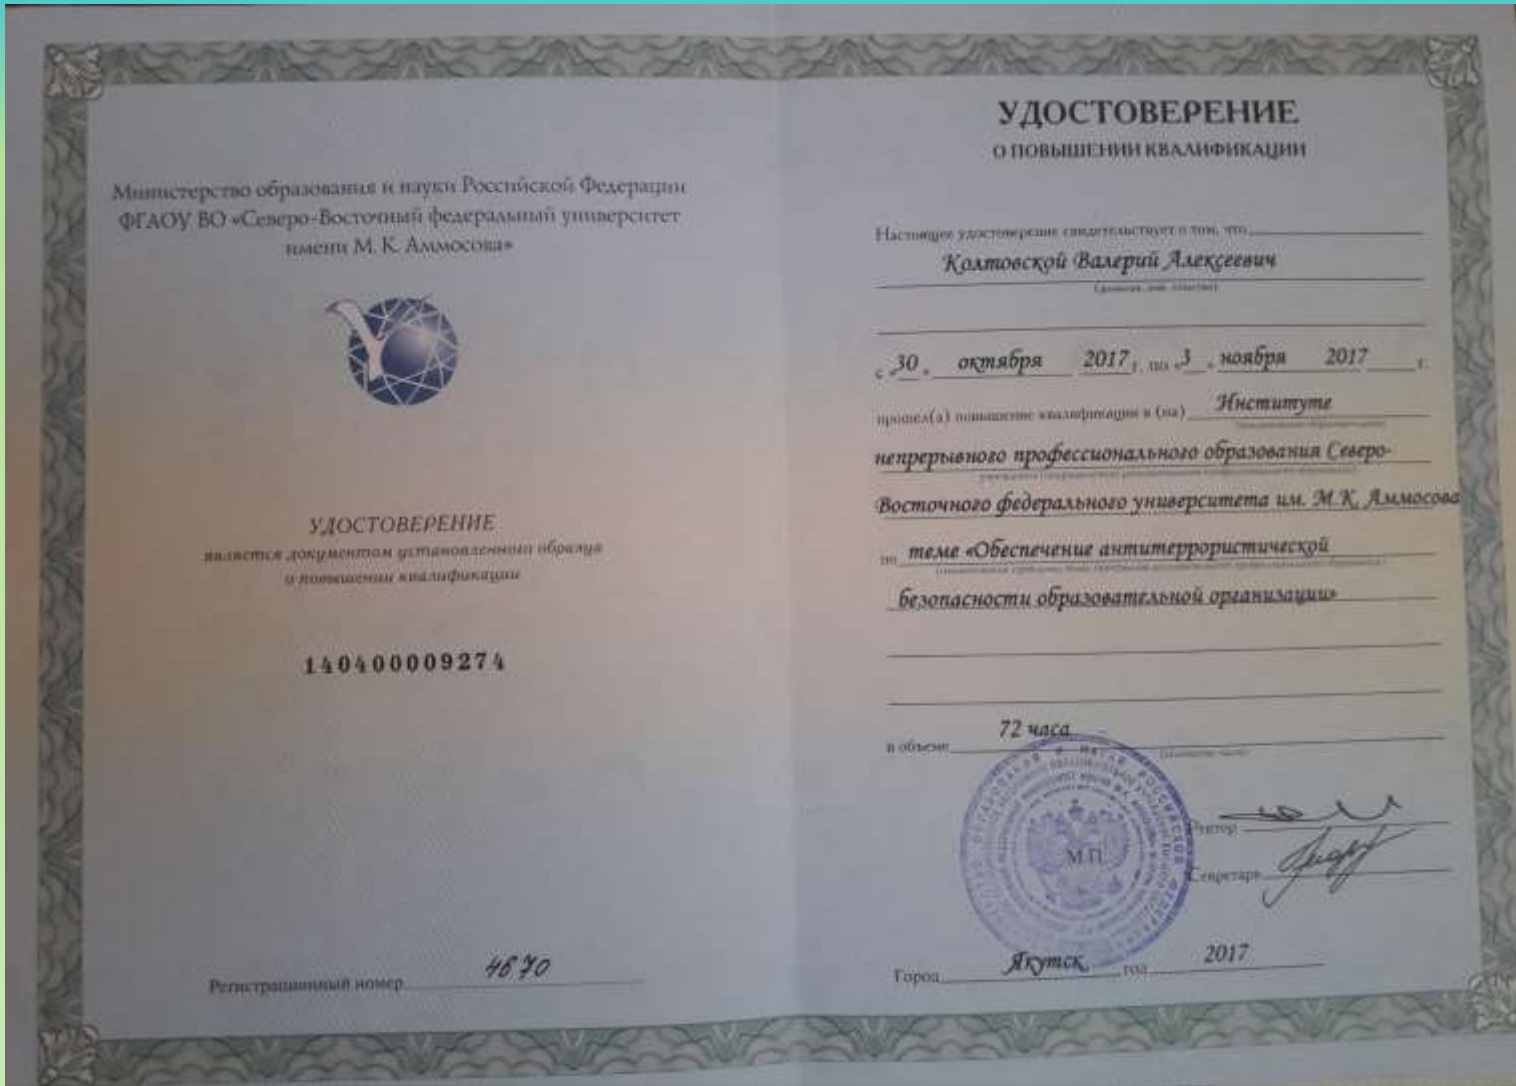 Министерство образования и науки Российской Федерации
ФГАОУ ВО «Северо-Восточный федеральный университет
имени М. К. Аммосова»
УДОСТОВЕРЕНИЕ
является документом установленного образца
о повышении квалификации
140400009274
Регистрационный номер 4670
УДОСТОВЕРЕНИЕ
О ПОВЫШЕНИИ КВАЛИФИКАЦИИ
Настоящее удостоверение свидетельствует о том, что
Колтовской Валерий Алексеевич
(фамилия, имя, отчество)
с «30» октября 2017 г. по «3» ноября 2017 г.
прошел(а) повышение квалификации в (на) Институте
непрерывного профессионального образования Северо-
Восточного федерального университета им. М.К. Аммосова
по теме «Обеспечение антитеррористической
безопасности образовательной организации»
в объеме 72 часа
М.П.
Ректор
Секретарь
Город Якутск, год 2017